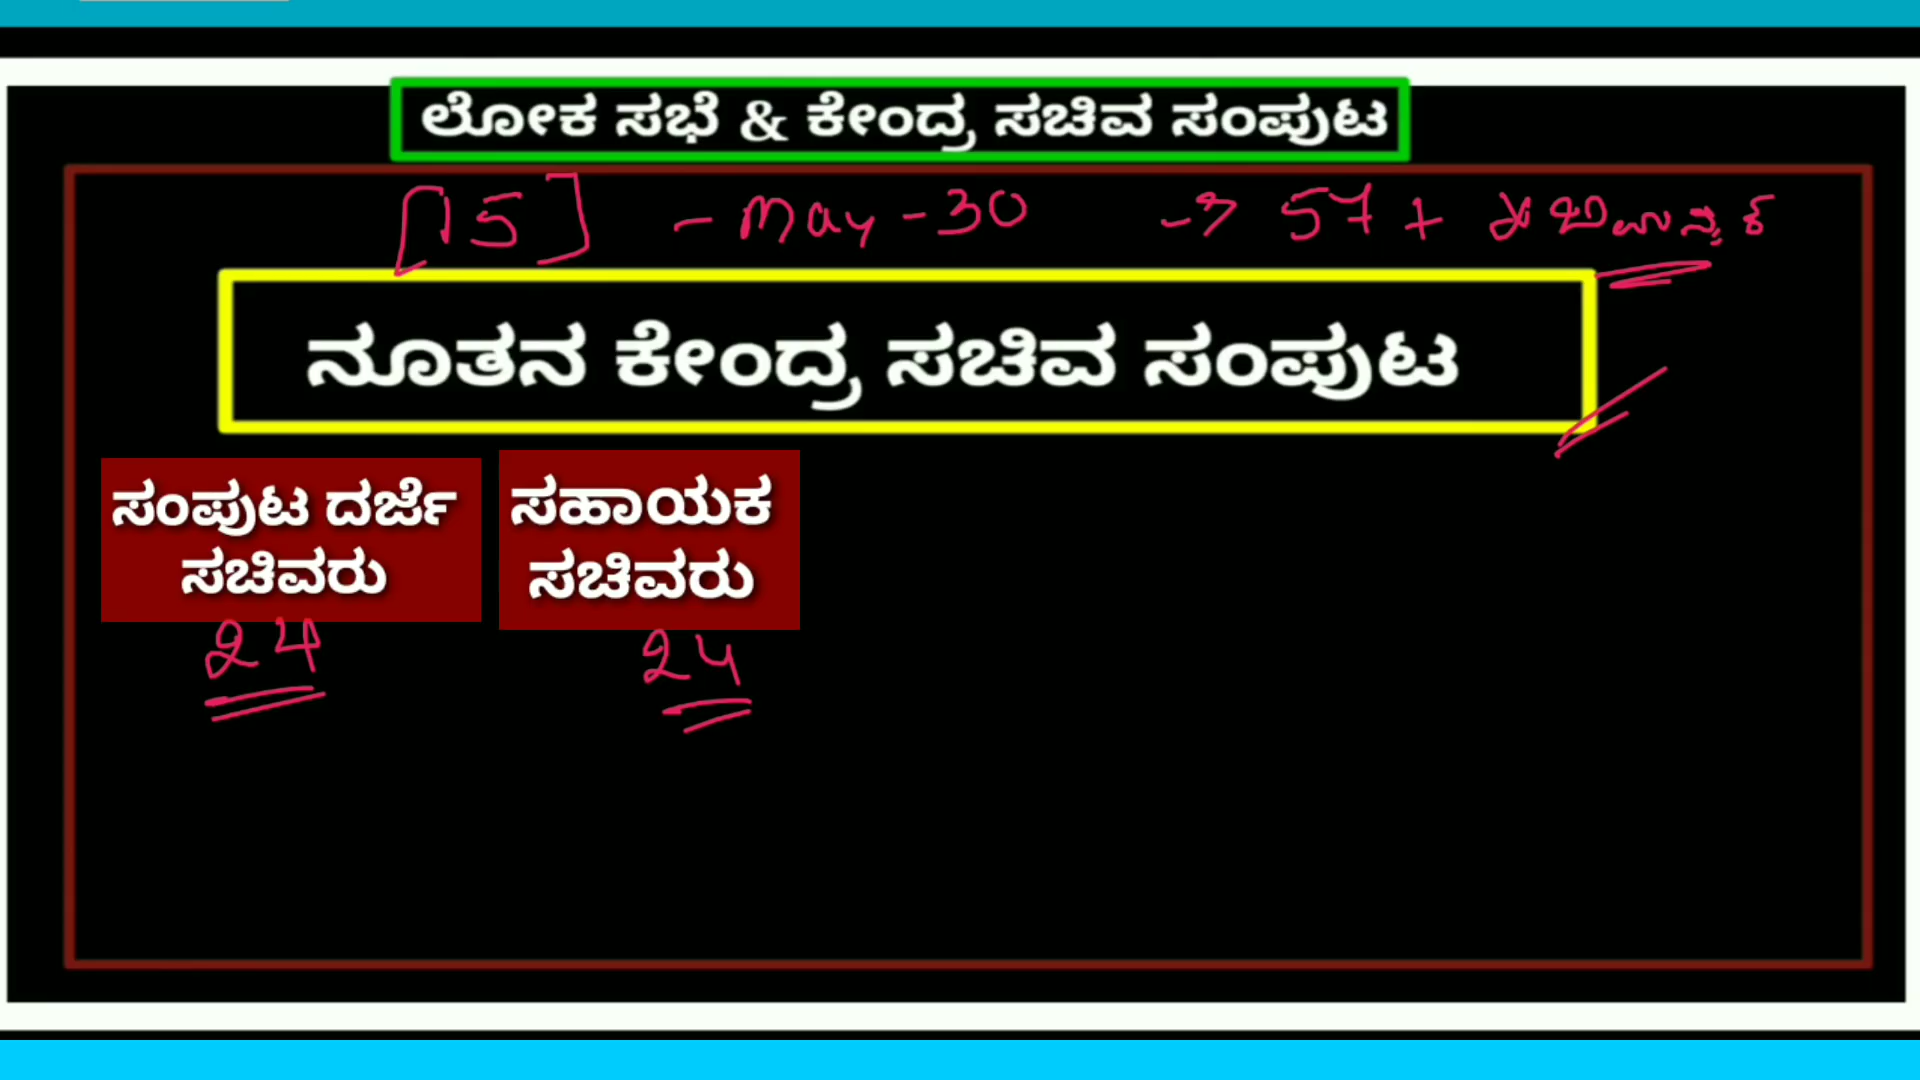 ಲೋಕ ಸಭೆ & ಕೇಂದ್ರ ಸಚಿವ ಸಂಪುಟ
[15] - May - 30 -> 57 +
ನೂತನ ಕೇಂದ್ರ ಸಚಿವ ಸಂಪುಟ
ಸಂಪುಟ ದರ್ಜೆ
ಸಚಿವರು
24
ಸಹಾಯಕ
ಸಚಿವರು
24